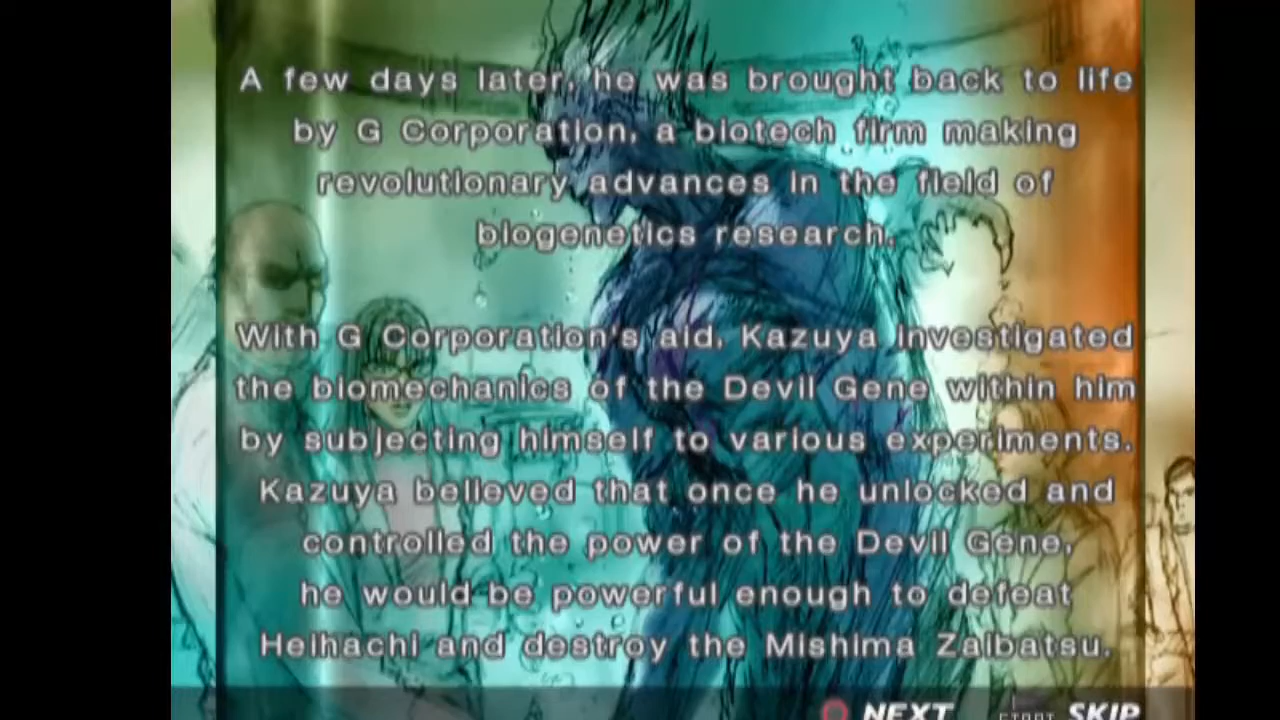 A few days later, he was brought back to life
by G Corporation, a biotech firm making
revolutionary advances in the field of
biogenetics research.
With G Corporation's aid, Kazuya investigated
the biomechanics of the Devil Gene within him
by subjecting himself to various experiments.
Kazuya believed that once he unlocked and
controlled the power of the Devil Gene,
he would be powerful enough to defeat
Heihachi and destroy the Mishima Zaibatsu.
NEXT START SKIP